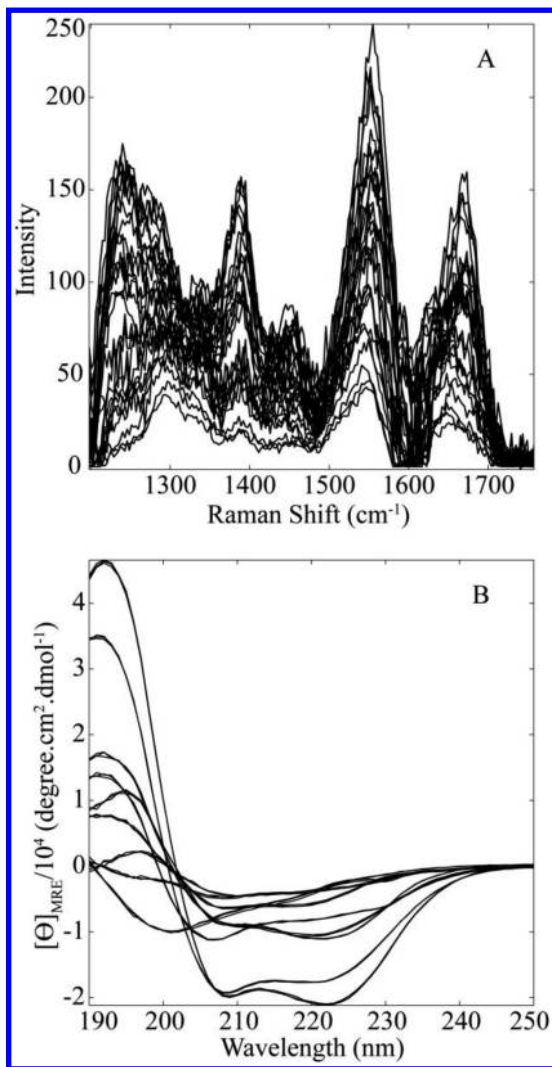 A
250
200
150
100
50
0
Intensity
1300 1400 1500 1600 1700
Raman Shift (cm⁻¹)
B
4
3
2
1
0
-1
-2
[Θ]MRE/10⁴ (degree.cm².dmol⁻¹)
190 200 210 220 230 240 250
Wavelength (nm)